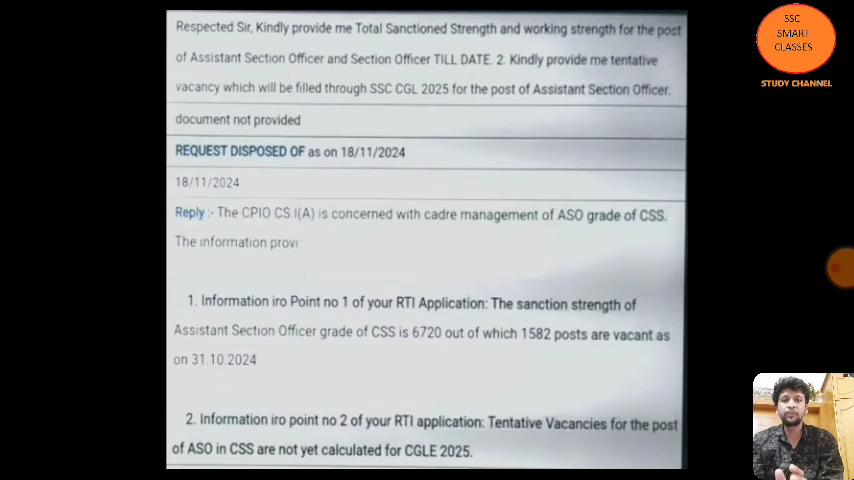 Respected Sir, Kindly provide me Total Sanctioned Strength and working strength for the post
of Assistant Section Officer and Section Officer TILL DATE. 2. Kindly provide me tentative
vacancy which will be filled through SSC CGL 2025 for the post of Assistant Section Officer.
document not provided
REQUEST DISPOSED OF as on 18/11/2024
18/11/2024
Reply :- The CPIO CS I(A) is concerned with cadre management of ASO grade of CSS.
The information provi
1. Information iro Point no 1 of your RTI Application: The sanction strength of
Assistant Section Officer grade of CSS is 6720 out of which 1582 posts are vacant as
on 31.10.2024
2. Information iro point no 2 of your RTI application: Tentative Vacancies for the post
of ASO in CSS are not yet calculated for CGLE 2025.
SSC
SMART
CLASSES
STUDY CHANNEL